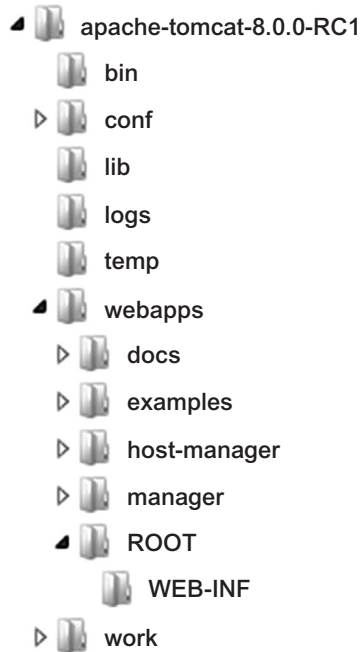 apache-tomcat-8.0.0-RC1
bin
conf
lib
logs
temp
webapps
docs
examples
host-manager
manager
ROOT
WEB-INF
work